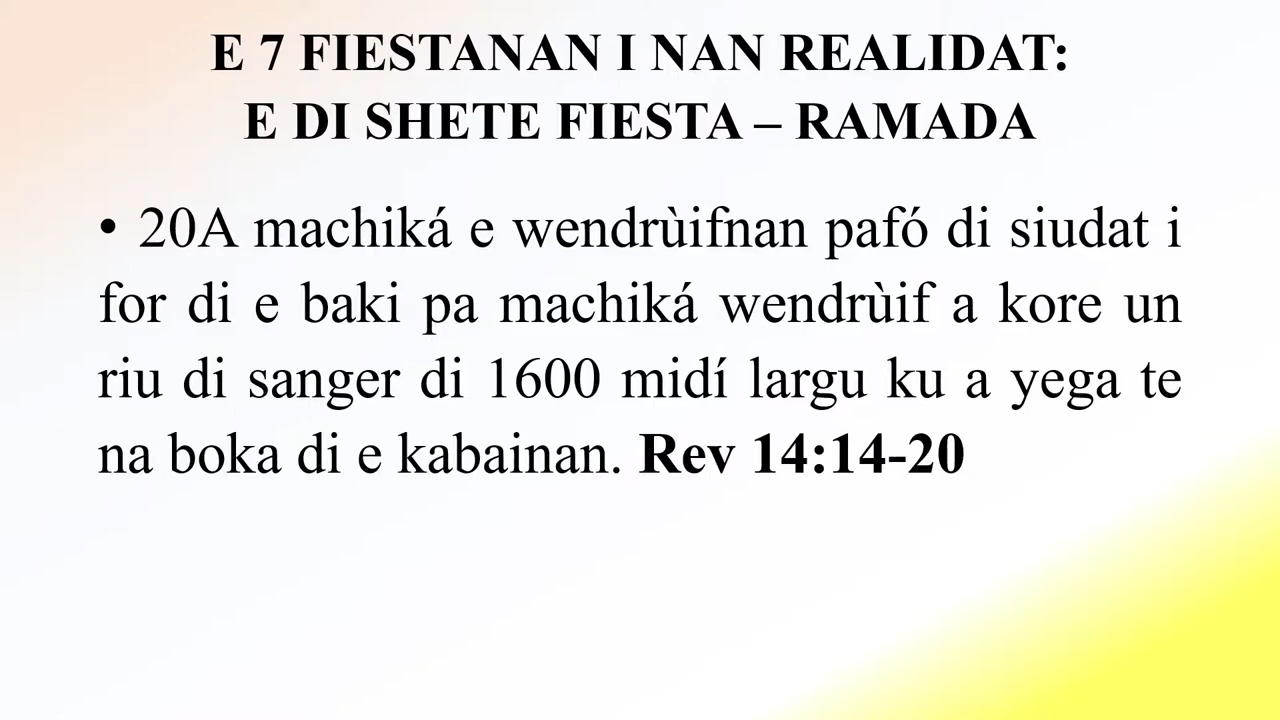 E 7 FIESTANAN I NAN REALIDAT:
E DI SHETE FIESTA – RAMADA
• 20A machiká e wendrùifnan pafó di siudat i
for di e baki pa machiká wendrùif a kore un
riu di sanger di 1600 midí largu ku a yega te
na boka di e kabainan. Rev 14:14-20